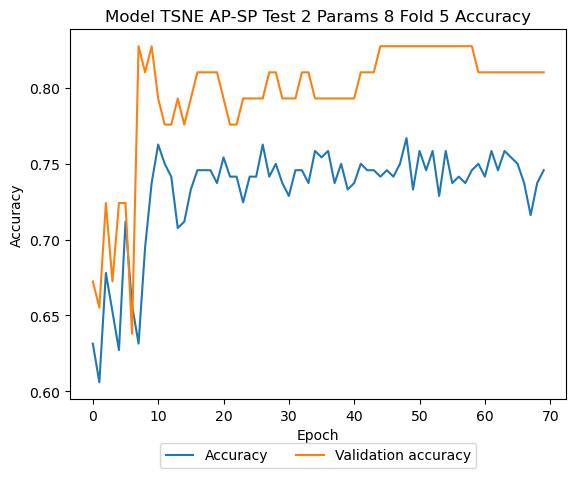 Model TSNE AP-SP Test 2 Params 8 Fold 5 Accuracy
Accuracy
0.80
0.75
0.70
0.65
0.60
0 10 20 30 40 50 60 70
Epoch
Accuracy Validation accuracy